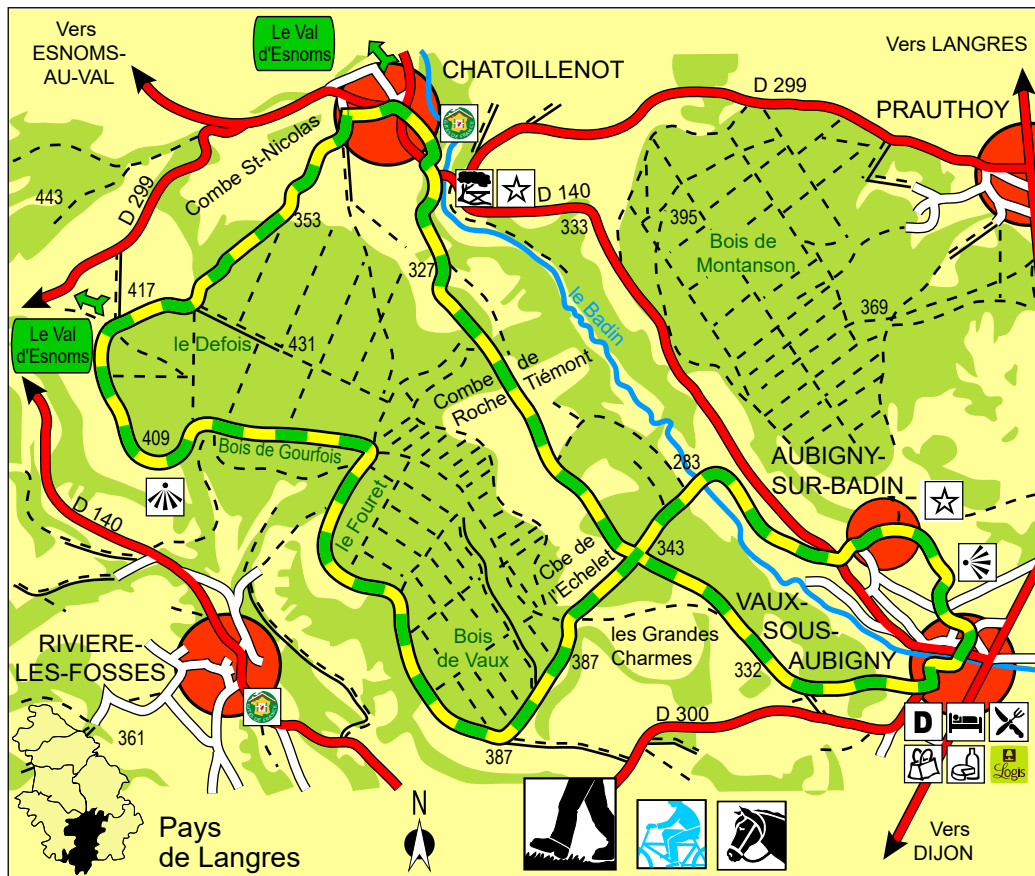 Vers
ESNOMS-
AU-VAL
Le Val
d'Esnoms
CHATOILLENOT
Vers LANGRES
D 299
PRAUTHOY
Combe St-Nicolas
443
D 299
353
D 140
333
395
Bois de
Montanson
327
417
le Badin
369
Le Val
d'Esnoms
le Defois
431
Combe de
Roche Tiémont
409
Bois de Gourfois
283
AUBIGNY-
SUR-BADIN
D 140
le Fouret
Cbe de
l'Echelet
343
VAUX-
SOUS-
AUBIGNY
RIVIERE-
LES-FOSSES
Bois
de Vaux
les Grandes
Charmes
387
332
D 300
361
387
D
Logis
N
Pays
de Langres
Vers
DIJON